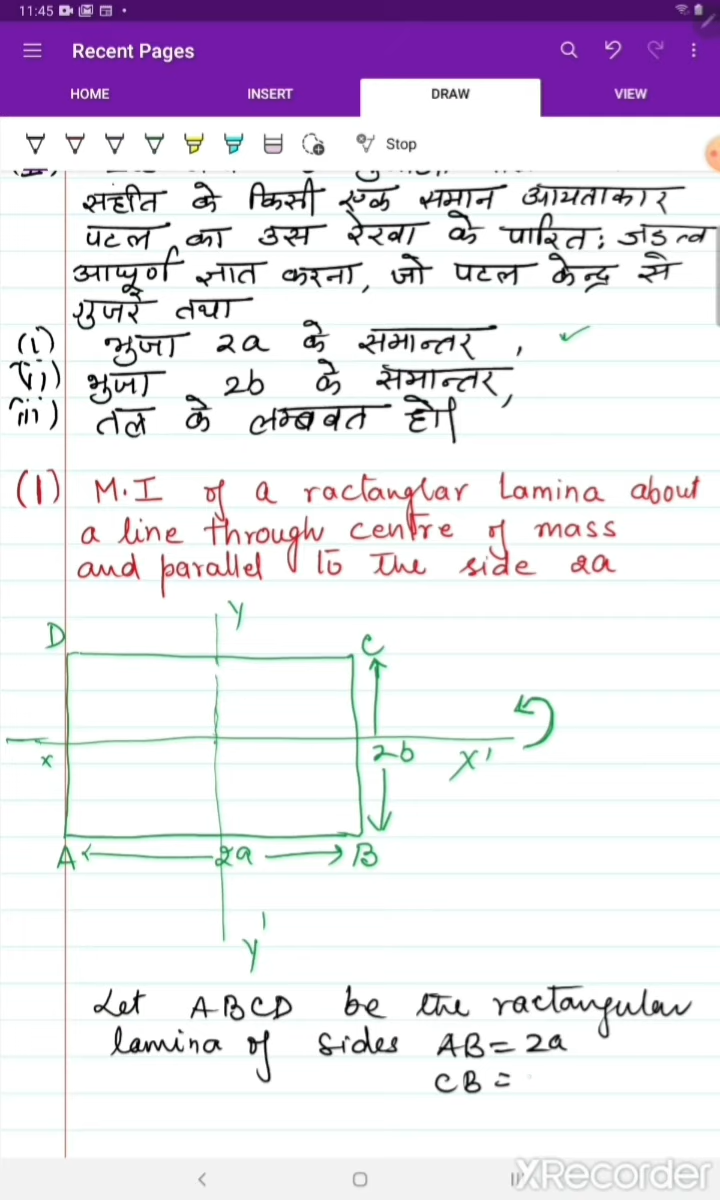 11:45
Recent Pages
HOME INSERT DRAW VIEW
Stop
संहति के किसी एक समान आयताकार
पटल का उस रेखा के पारित: जडत्व
आघूर्ण ज्ञात करना, जो पटल केन्द्र से
गुजरे तथा
(i) भुजा 2a के समान्तर,
(ii) भुजा 2b के समान्तर,
(iii) तल के लम्बवत हो।
(1) M.I of a ractanglar Lamina about
a line through centre of mass
and parallel to the side 2a
Y
D C
x 2b X'
A 2a B
Y'
Let ABCD be the ractangular
lamina of sides AB = 2a
CB =
XRecorder